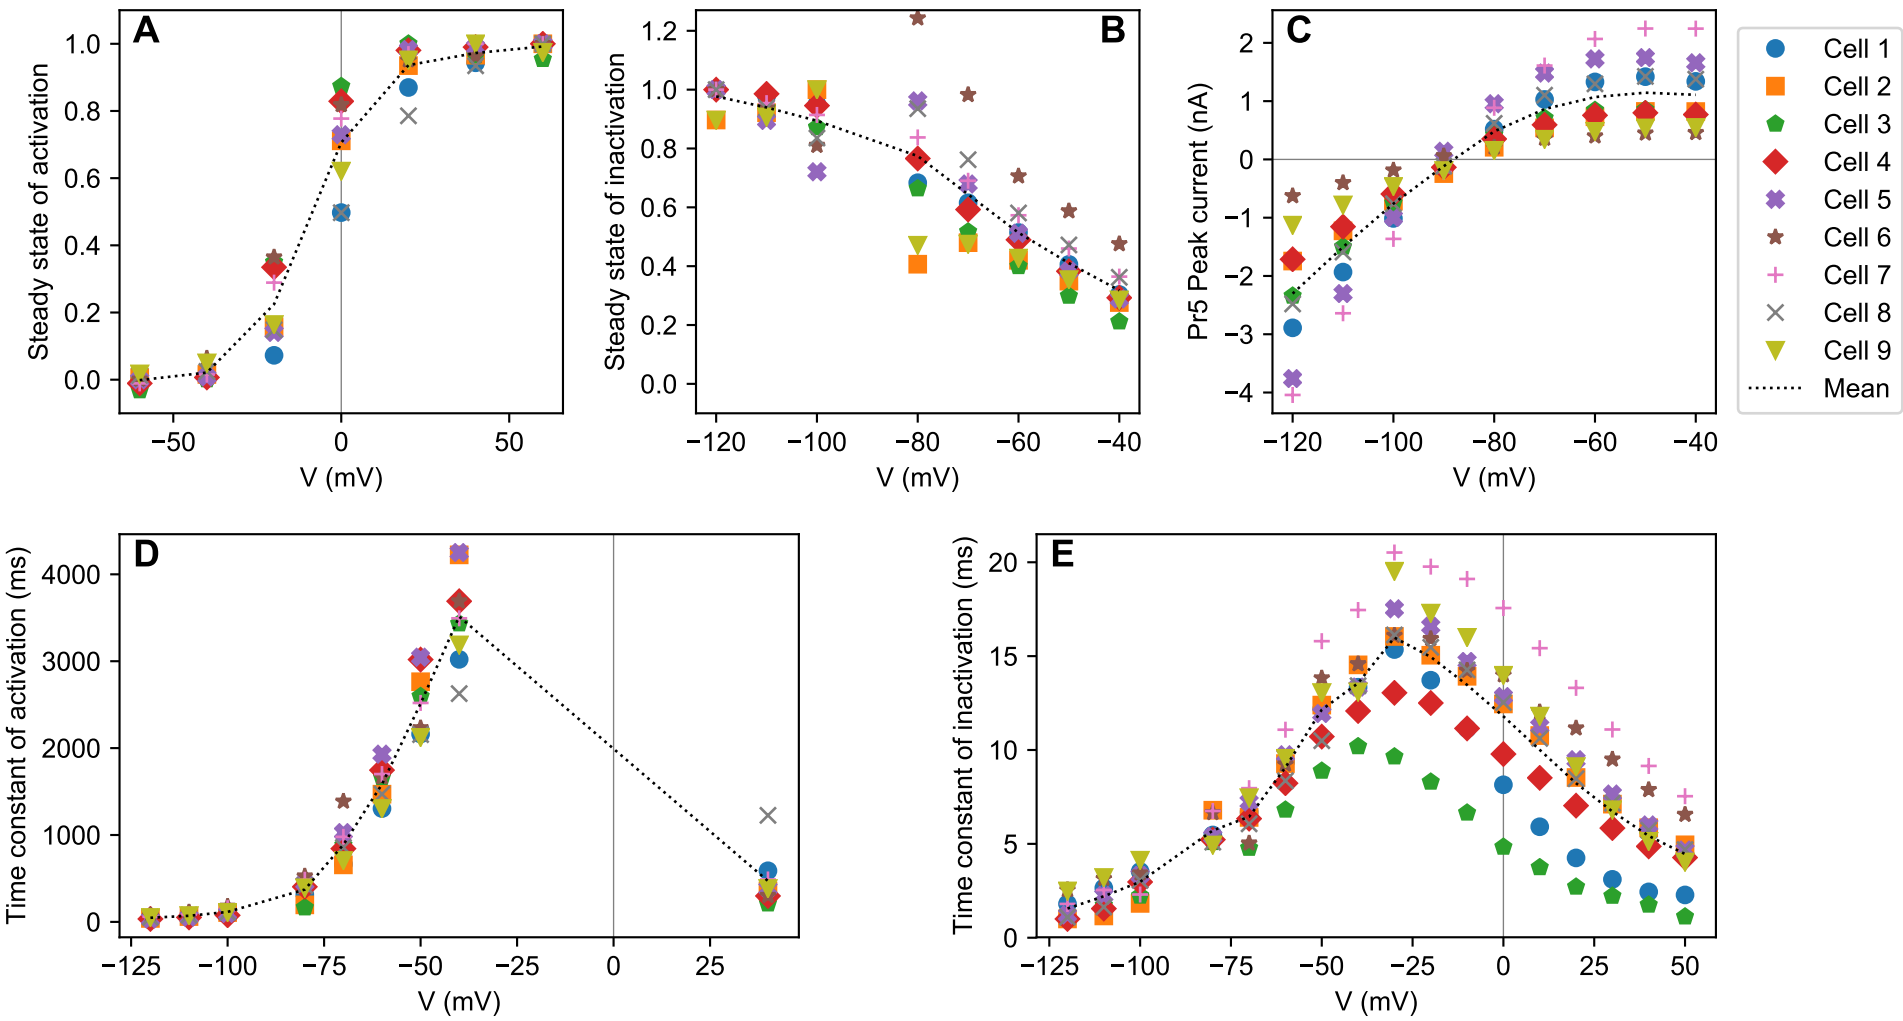 A
Steady state of activation
1.0
0.8
0.6
0.4
0.2
0.0
−50 0 50
V (mV)
B
Steady state of inactivation
1.2
1.0
0.8
0.6
0.4
0.2
0.0
−120 −100 −80 −60 −40
V (mV)
C
Pr5 Peak current (nA)
2
1
0
−1
−2
−3
−4
−120 −100 −80 −60 −40
V (mV)
Cell 1
Cell 2
Cell 3
Cell 4
Cell 5
Cell 6
Cell 7
Cell 8
Cell 9
Mean
D
Time constant of activation (ms)
4000
3000
2000
1000
0
−125 −100 −75 −50 −25 0 25
V (mV)
E
Time constant of inactivation (ms)
20
15
10
5
0
−125 −100 −75 −50 −25 0 25 50
V (mV)